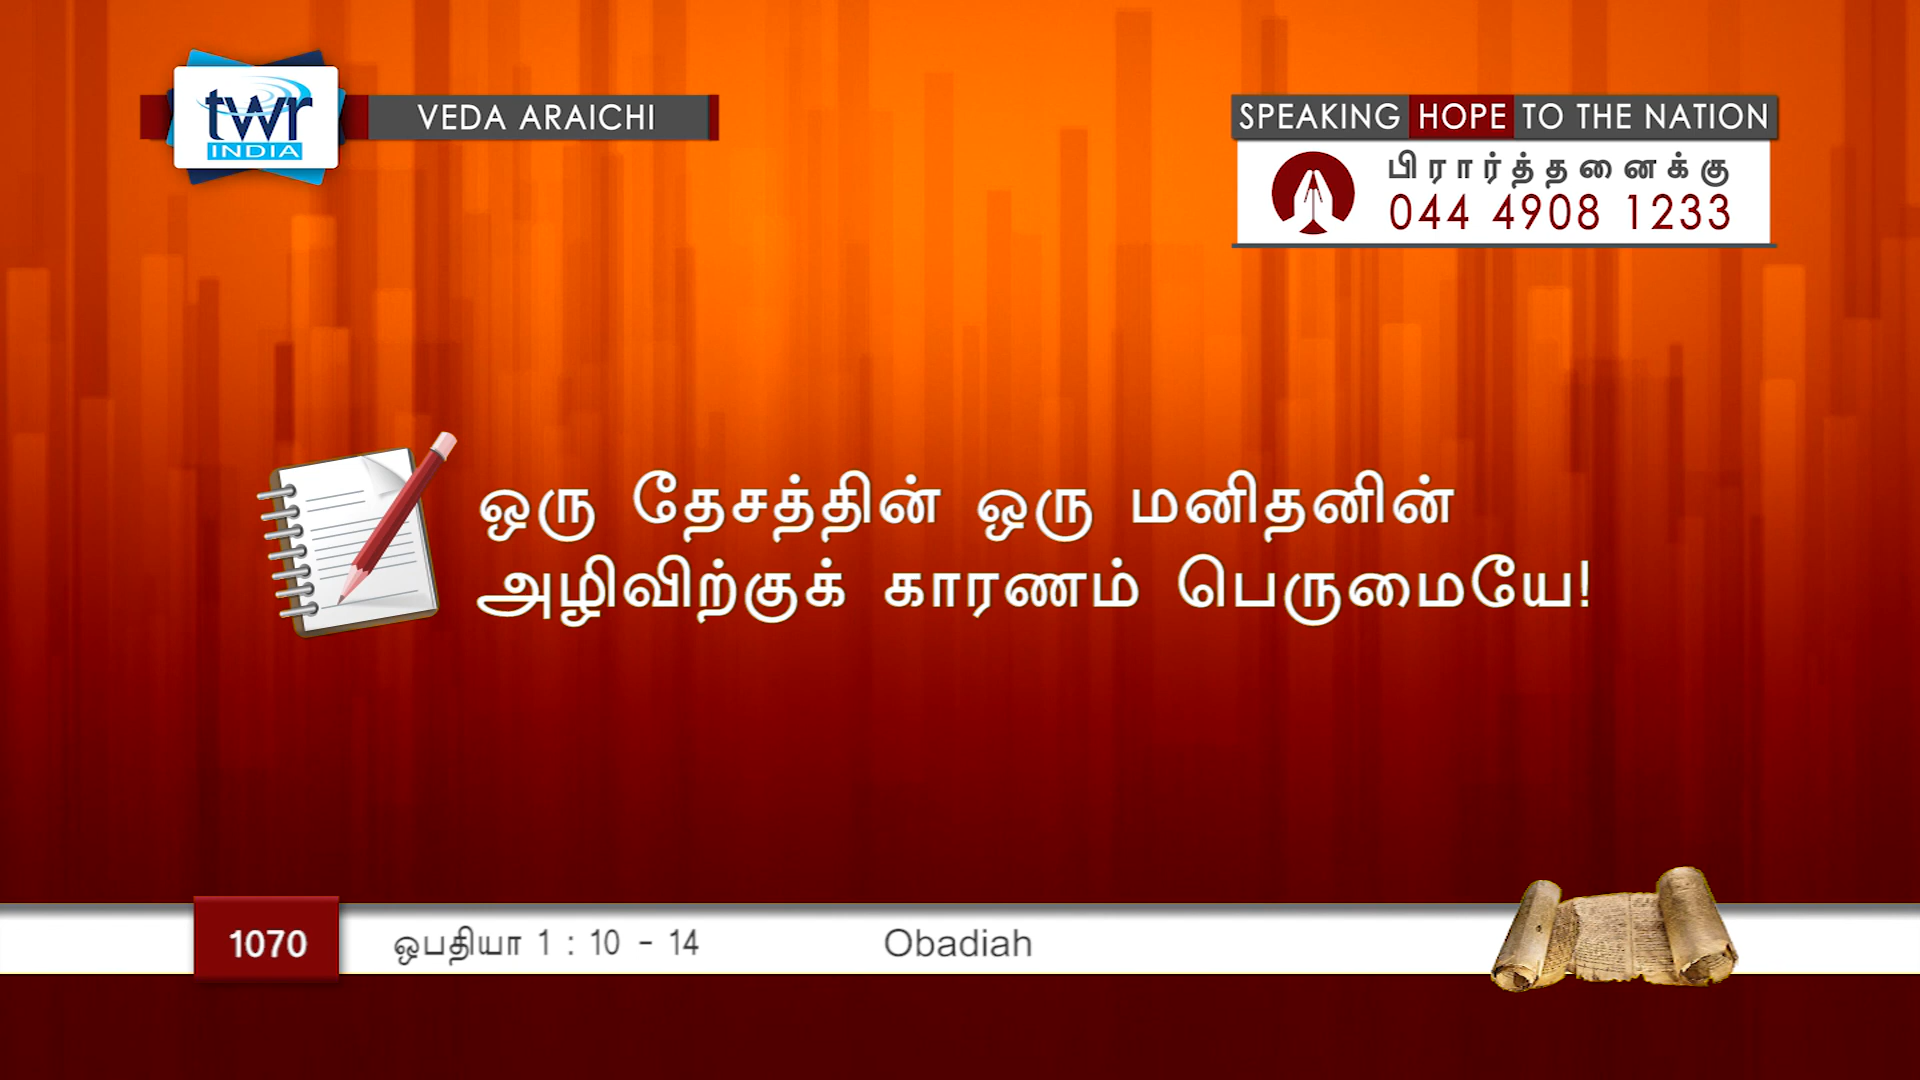 twr
INDIA
VEDA ARAICHI
SPEAKING HOPE TO THE NATION
பிரார்த்தனைக்கு
044 4908 1233
ஒரு தேசத்தின் ஒரு மனிதனின்
அழிவிற்குக் காரணம் பெருமையே!
1070
ஒபதியா 1 : 10 - 14
Obadiah